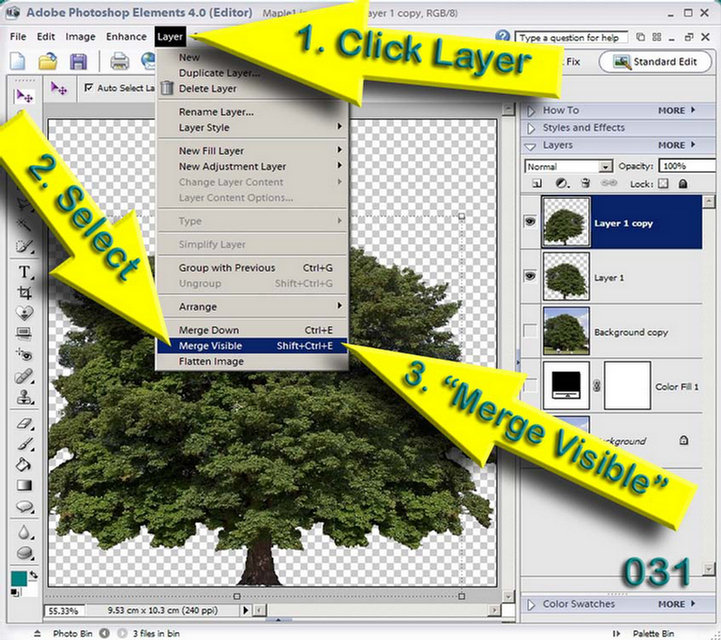 Adobe Photoshop Elements 4.0 (Editor)
Maple1
ayer 1 copy, RGB/8)
File Edit Image Enhance Layer
Type a question for help
1. Click Layer
Fix
Standard Edit
Auto Select La
New
Duplicate Layer...
Delete Layer
Rename Layer...
Layer Style
New Fill Layer
New Adjustment Layer
Change Layer Content
Layer Content Options...
Type
Simplify Layer
Group with Previous Ctrl+G
Ungroup Shift+Ctrl+G
Arrange
Merge Down Ctrl+E
Merge Visible Shift+Ctrl+E
Flatten Image
2. Select
3. “Merge Visible”
How To MORE
Styles and Effects
Layers MORE
Normal Opacity: 100%
Lock:
Layer 1 copy
Layer 1
Background copy
Color Fill 1
ckground
031
Color Swatches MORE
55.33% 9.53 cm x 10.3 cm (240 ppi)
Photo Bin 3 files in bin
Palette Bin